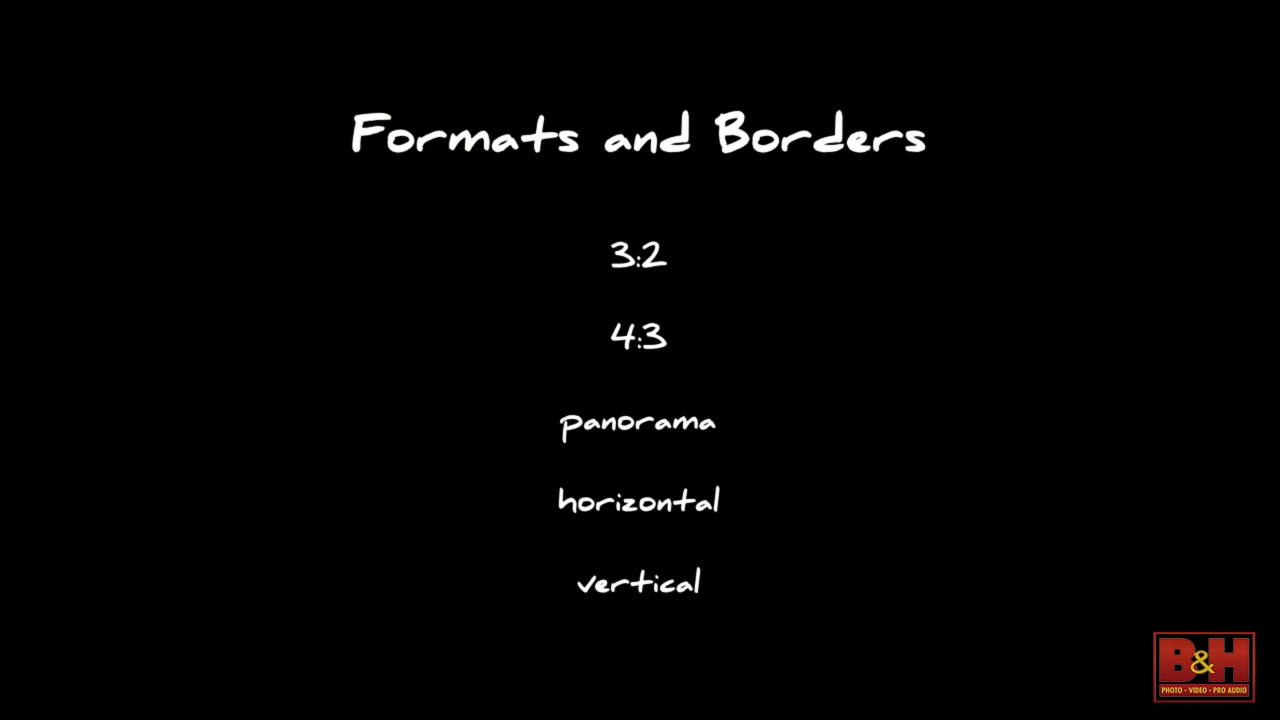 Formats and Borders
3:2
4:3
panorama
horizontal
vertical
B&H
PHOTO - VIDEO - PRO AUDIO